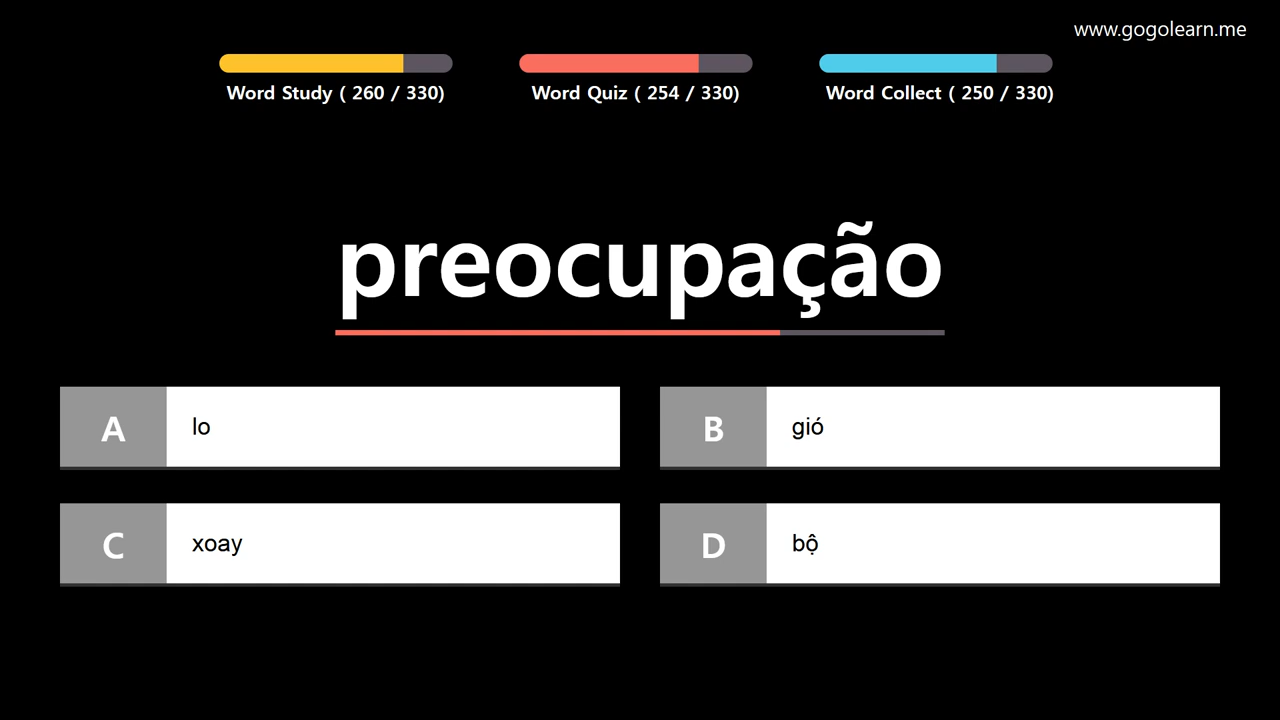 www.gogolearn.me
Word Study ( 260 / 330)
Word Quiz ( 254 / 330)
Word Collect ( 250 / 330)
preocupação
A lo
B gió
C xoay
D bộ